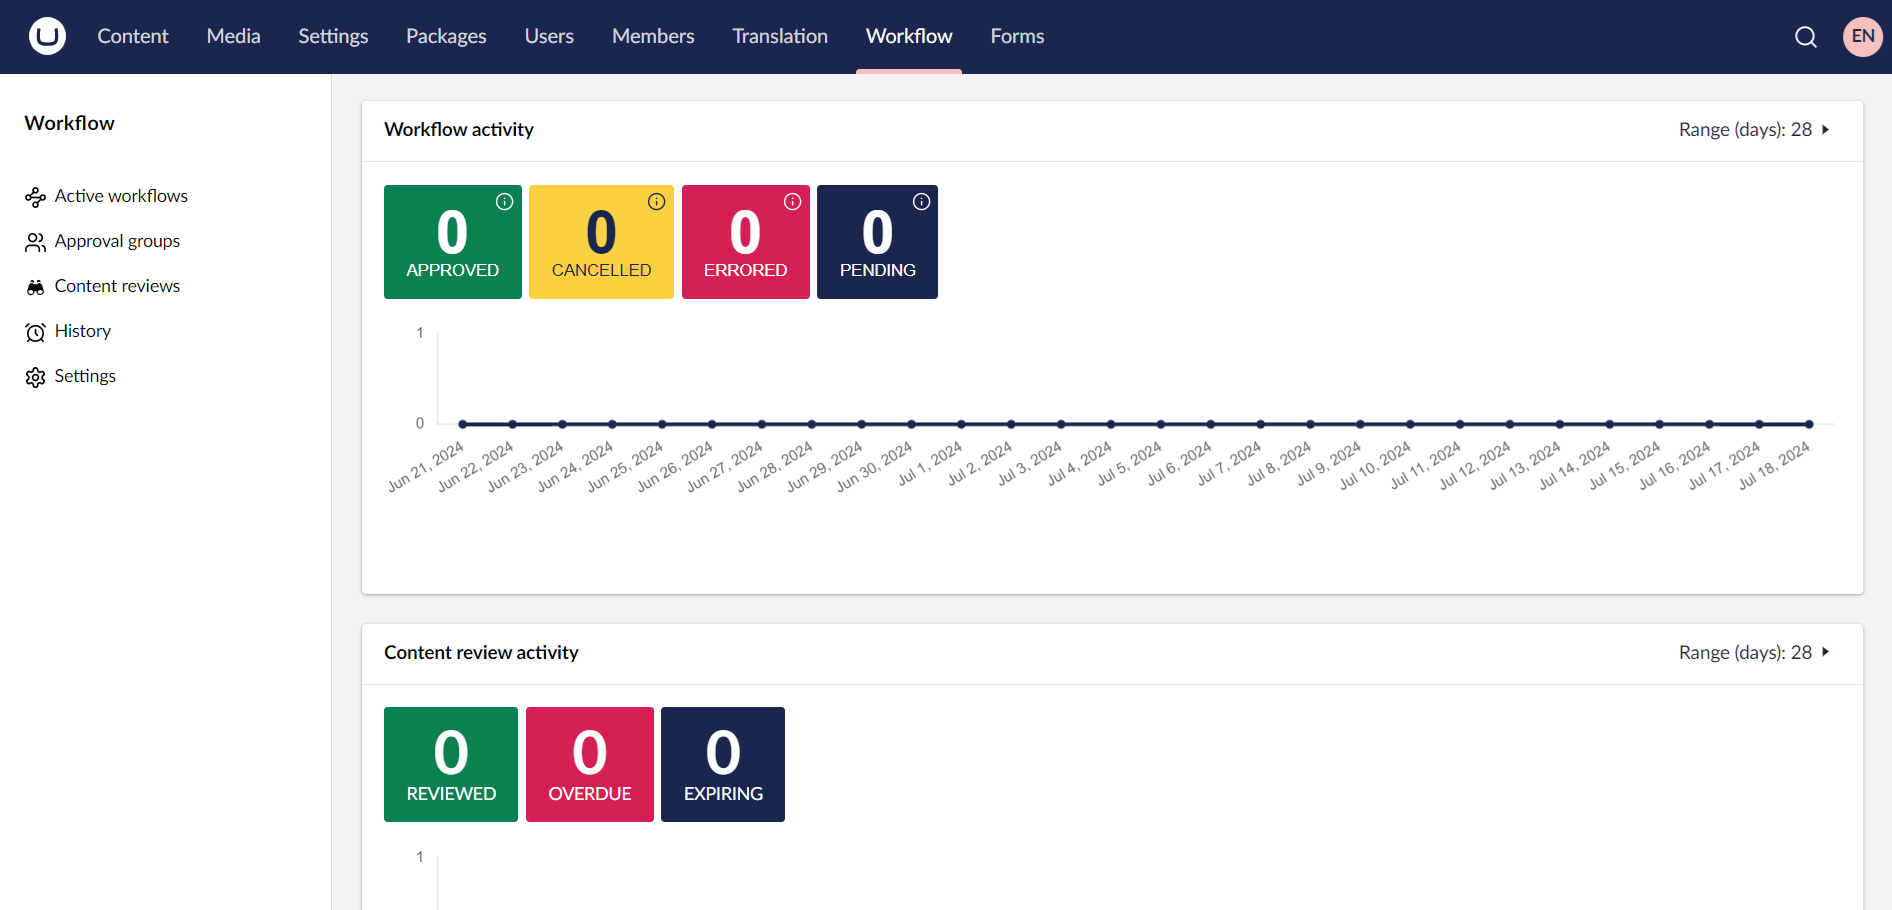 Content Media Settings Packages Users Members Translation Workflow Forms EN
Workflow
Active workflows
Approval groups
Content reviews
History
Settings
Workflow activity
Range (days): 28
0
APPROVED
0
CANCELLED
0
ERRORED
0
PENDING
1
0
Jun 21, 2024
Jun 22, 2024
Jun 23, 2024
Jun 24, 2024
Jun 25, 2024
Jun 26, 2024
Jun 27, 2024
Jun 28, 2024
Jun 29, 2024
Jun 30, 2024
Jul 1, 2024
Jul 2, 2024
Jul 3, 2024
Jul 4, 2024
Jul 5, 2024
Jul 6, 2024
Jul 7, 2024
Jul 8, 2024
Jul 9, 2024
Jul 10, 2024
Jul 11, 2024
Jul 12, 2024
Jul 13, 2024
Jul 14, 2024
Jul 15, 2024
Jul 16, 2024
Jul 17, 2024
Jul 18, 2024
Content review activity
Range (days): 28
0
REVIEWED
0
OVERDUE
0
EXPIRING
1